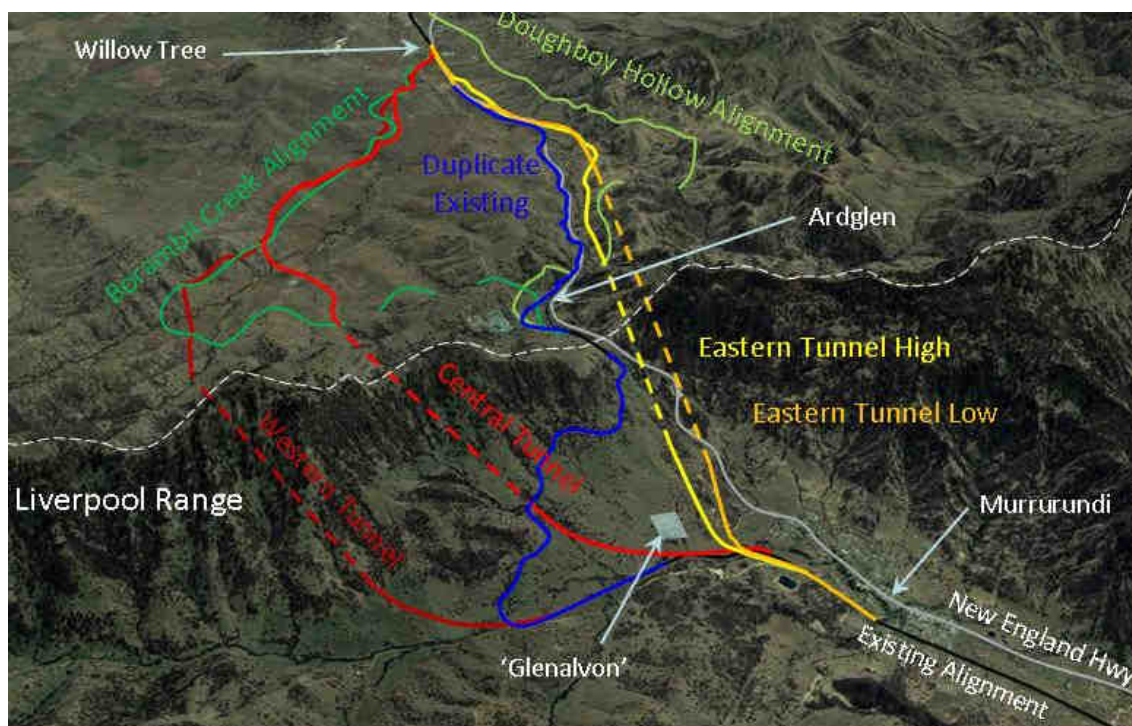 Willow Tree
Doughboy Hollow Alignment
Borambil Creek Alignment
Duplicate
Existing
Ardglen
Eastern Tunnel High
Central Tunnel
Eastern Tunnel Low
Western Tunnel
Liverpool Range
Murrurundi
'Glenalvon'
New England Hwy
Existing Alignment